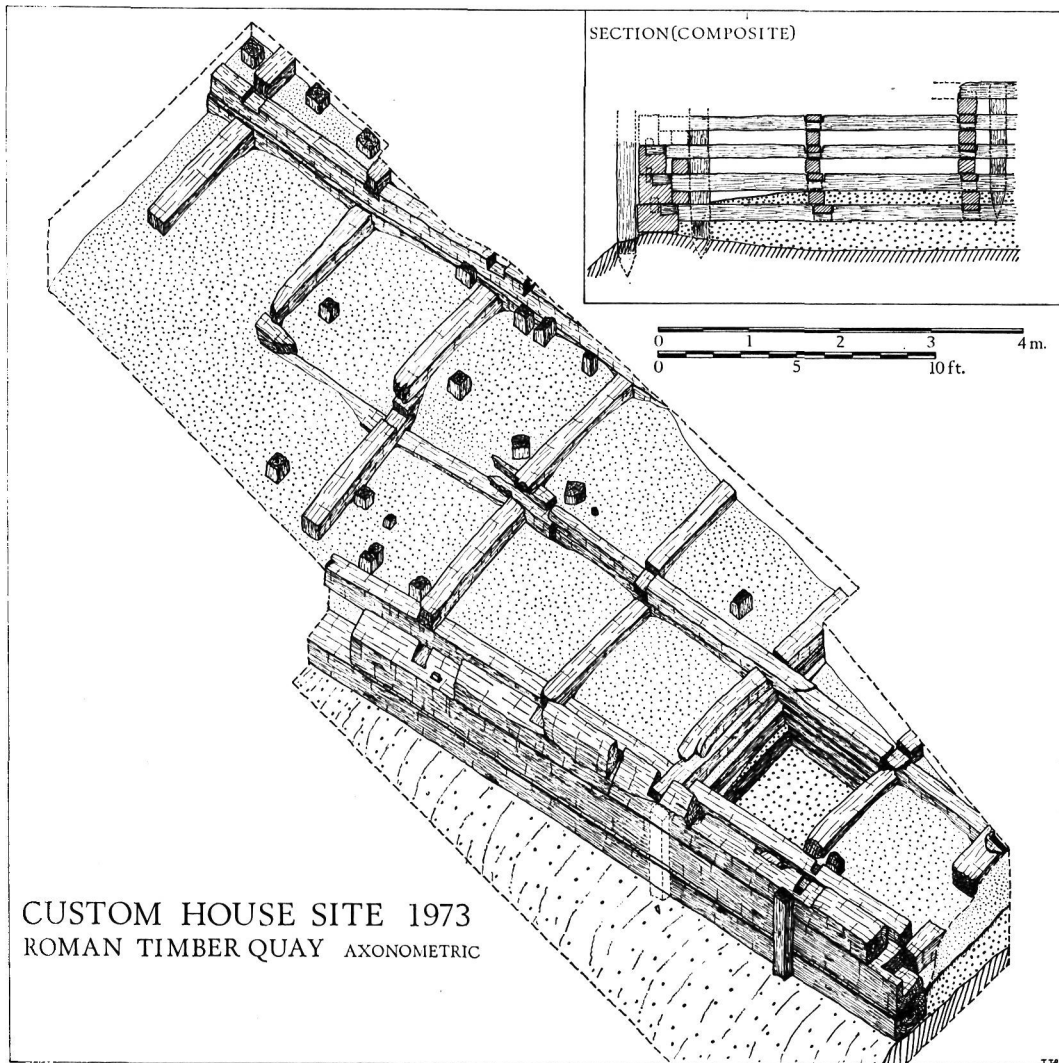 SECTION(COMPOSITE)
0 1 2 3 4 m.
0 5 10 ft.
CUSTOM HOUSE SITE 1973
ROMAN TIMBER QUAY AXONOMETRIC